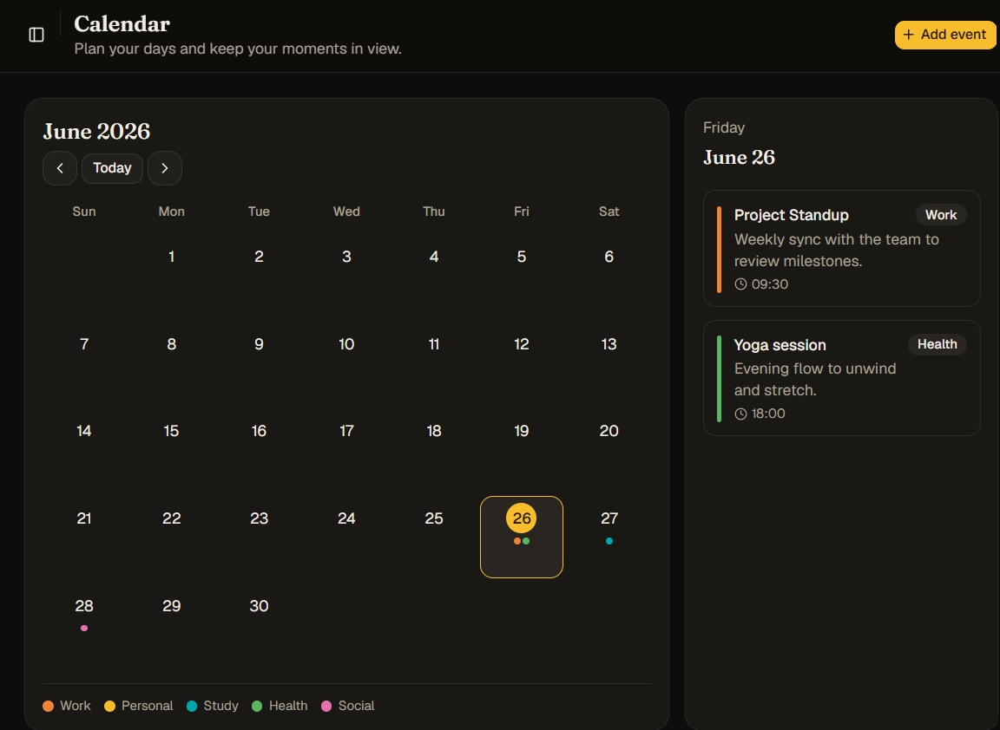 Calendar
Plan your days and keep your moments in view.
+ Add event
June 2026
Today
Sun Mon Tue Wed Thu Fri Sat
1 2 3 4 5 6
7 8 9 10 11 12 13
14 15 16 17 18 19 20
21 22 23 24 25 26 27
28 29 30
Work Personal Study Health Social
Friday
June 26
Project Standup Work
Weekly sync with the team to
review milestones.
09:30
Yoga session Health
Evening flow to unwind
and stretch.
18:00